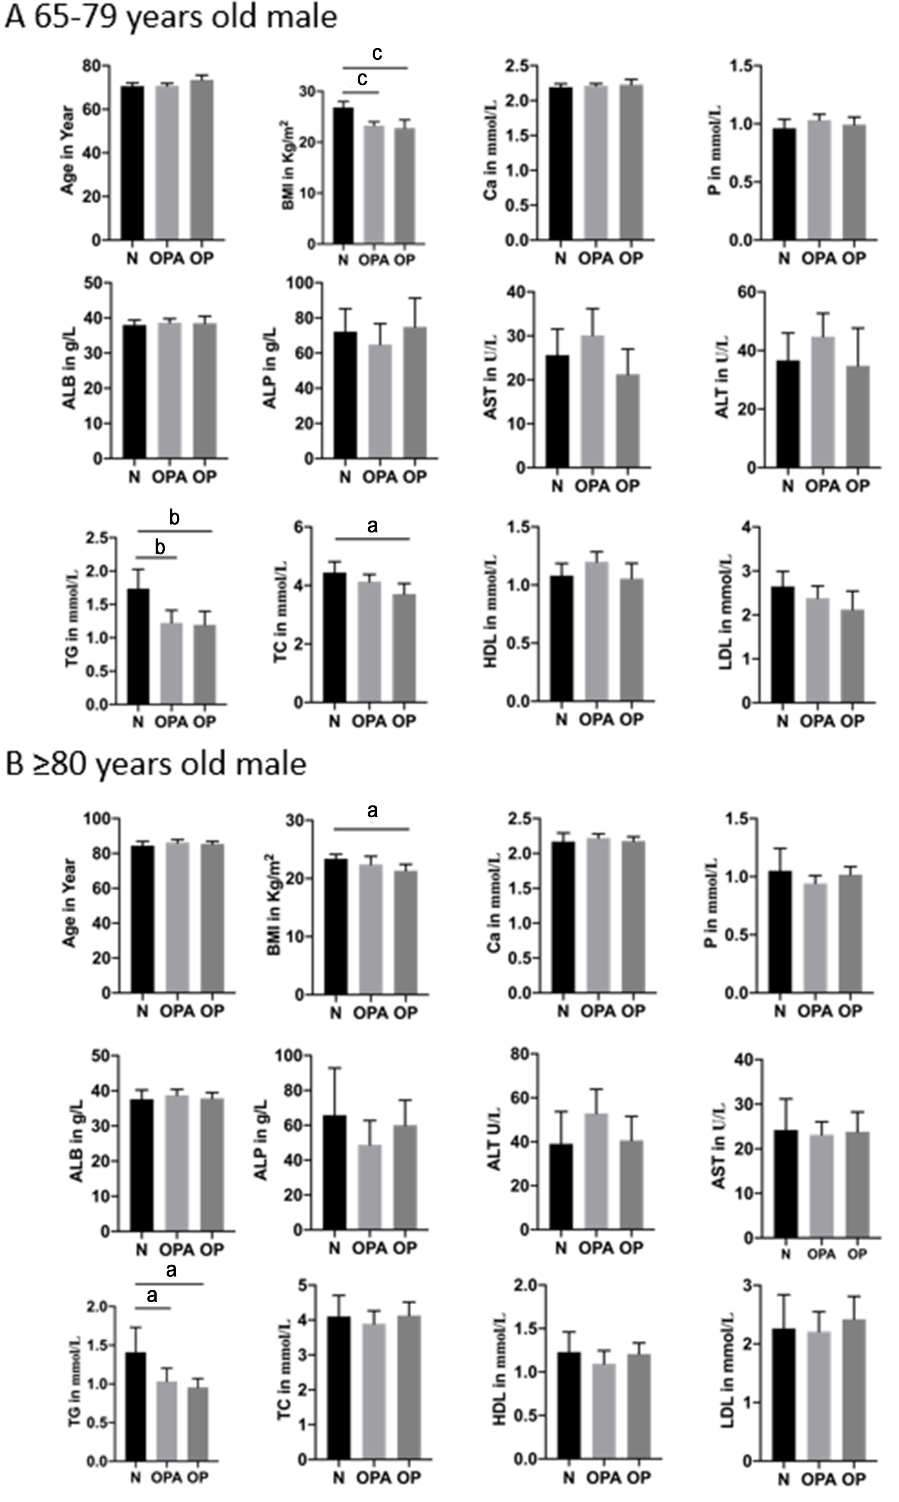 A 65-79 years old male
Age in Year
80
60
40
20
0
N OPA OP
c
c
BMI in Kg/m²
30
20
10
0
N OPA OP
Ca in mmol/L
2.5
2.0
1.5
1.0
0.5
0.0
N OPA OP
P in mmol/L
1.5
1.0
0.5
0.0
N OPA OP
ALB in g/L
50
40
30
20
10
0
N OPA OP
ALP in g/L
100
80
60
40
20
0
N OPA OP
AST in U/L
40
30
20
10
0
N OPA OP
ALT in U/L
60
40
20
0
N OPA OP
b
b
TG in mmol/L
2.5
2.0
1.5
1.0
0.5
0.0
N OPA OP
a
TC in mmol/L
6
4
2
0
N OPA OP
HDL in mmol/L
1.5
1.0
0.5
0.0
N OPA OP
LDL in mmol/L
4
3
2
1
0
N OPA OP
B ≥80 years old male
Age in Year
100
80
60
40
20
0
N OPA OP
a
BMI in Kg/m²
30
20
10
0
N OPA OP
Ca in mmol/L
2.5
2.0
1.5
1.0
0.5
0.0
N OPA OP
P in mmol/L
1.5
1.0
0.5
0.0
N OPA OP
ALB in g/L
50
40
30
20
10
0
N OPA OP
ALP in g/L
100
80
60
40
20
0
N OPA OP
ALT U/L
80
60
40
20
0
N OPA OP
AST in U/L
40
30
20
10
0
N OPA OP
a
a
TG in mmol/L
2.0
1.5
1.0
0.5
0.0
N OPA OP
TC in mmol/L
5
4
3
2
1
0
N OPA OP
HDL in mmol/L
2.0
1.5
1.0
0.5
0.0
N OPA OP
LDL in mmol/L
3
2
1
0
N OPA OP